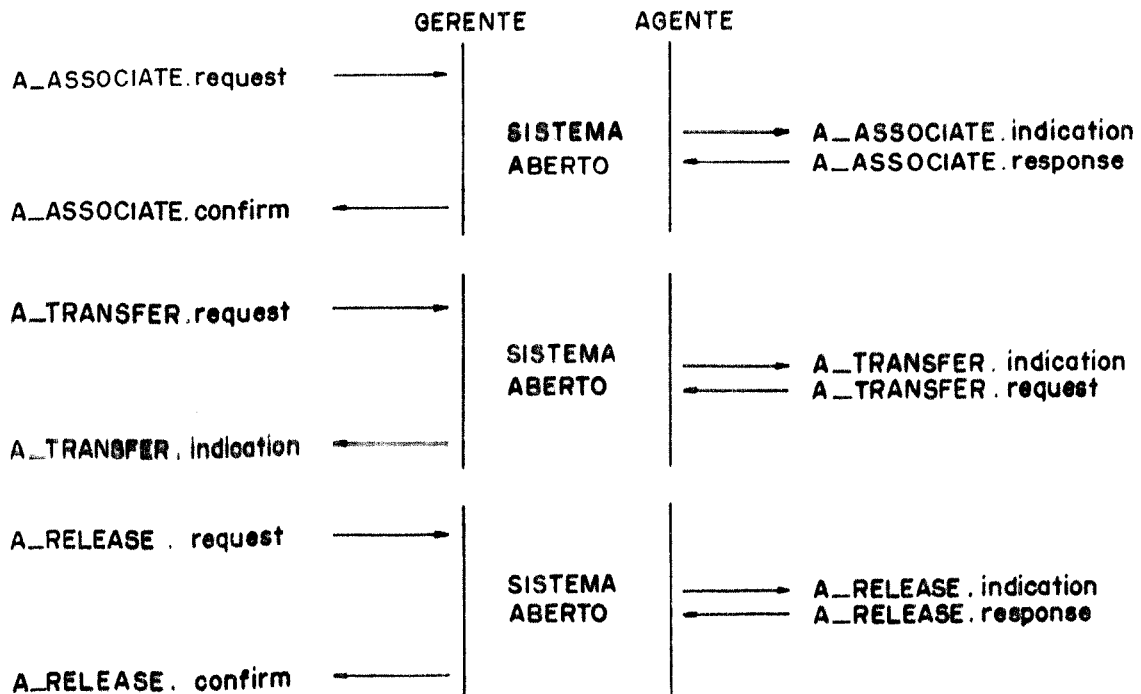 GERENTE AGENTE
A_ASSOCIATE.request
SISTEMA A_ASSOCIATE.indication
ABERTO A_ASSOCIATE.response
A_ASSOCIATE.confirm
A_TRANSFER.request
SISTEMA A_TRANSFER.indication
ABERTO A_TRANSFER.request
A_TRANSFER.indication
A_RELEASE. request
SISTEMA A_RELEASE.indication
ABERTO A_RELEASE.response
A_RELEASE. confirm